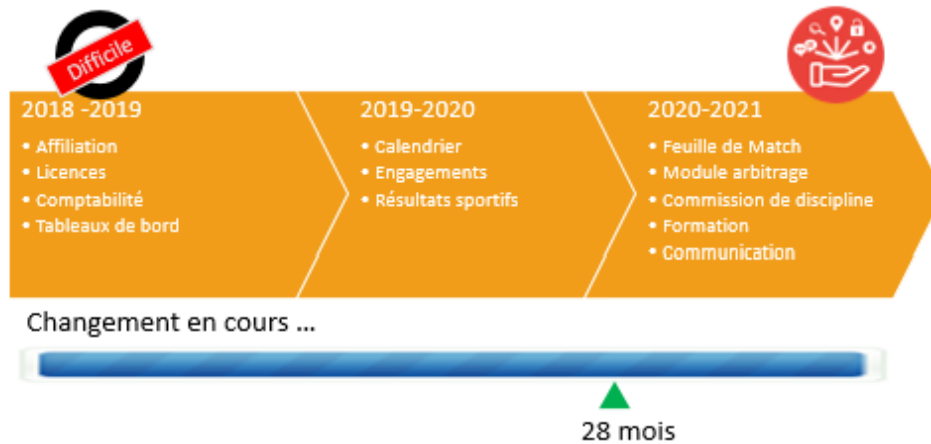 Difficile
2018 -2019
• Affiliation
• Licences
• Comptabilité
• Tableaux de bord
2019-2020
• Calendrier
• Engagements
• Résultats sportifs
2020-2021
• Feuille de Match
• Module arbitrage
• Commission de discipline
• Formation
• Communication
Changement en cours ...
28 mois